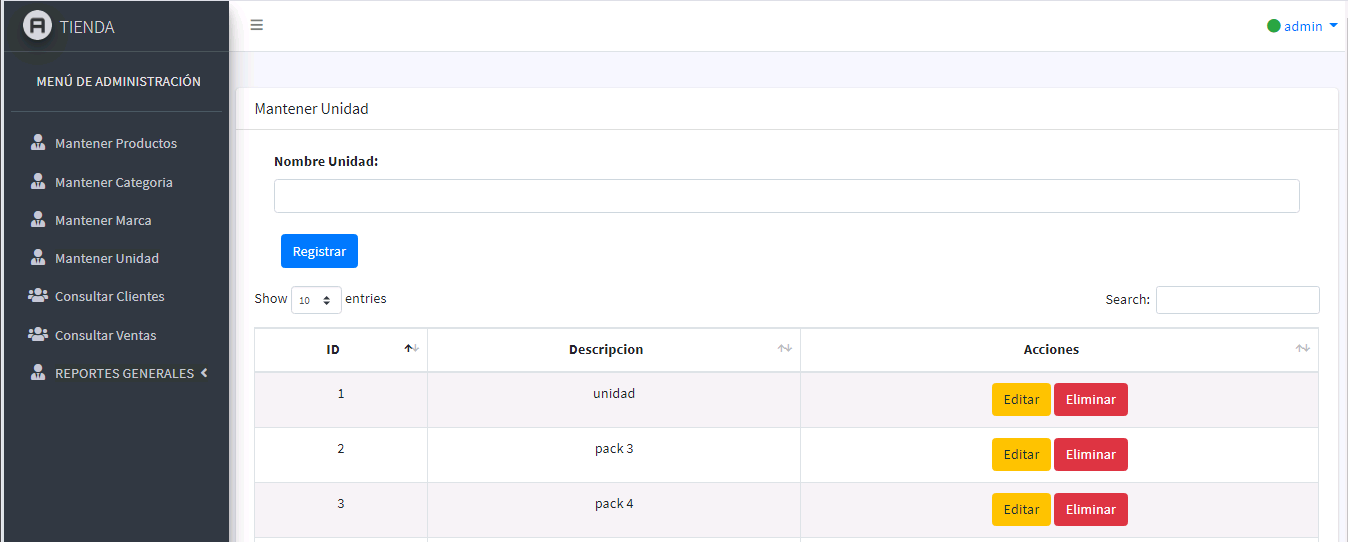 TIENDA
admin
MENÚ DE ADMINISTRACIÓN
Mantener Productos
Mantener Categoria
Mantener Marca
Mantener Unidad
Consultar Clientes
Consultar Ventas
REPORTES GENERALES
Mantener Unidad
Nombre Unidad:
Registrar
Show 10 entries Search:
ID Descripcion Acciones
1 unidad Editar Eliminar
2 pack 3 Editar Eliminar
3 pack 4 Editar Eliminar